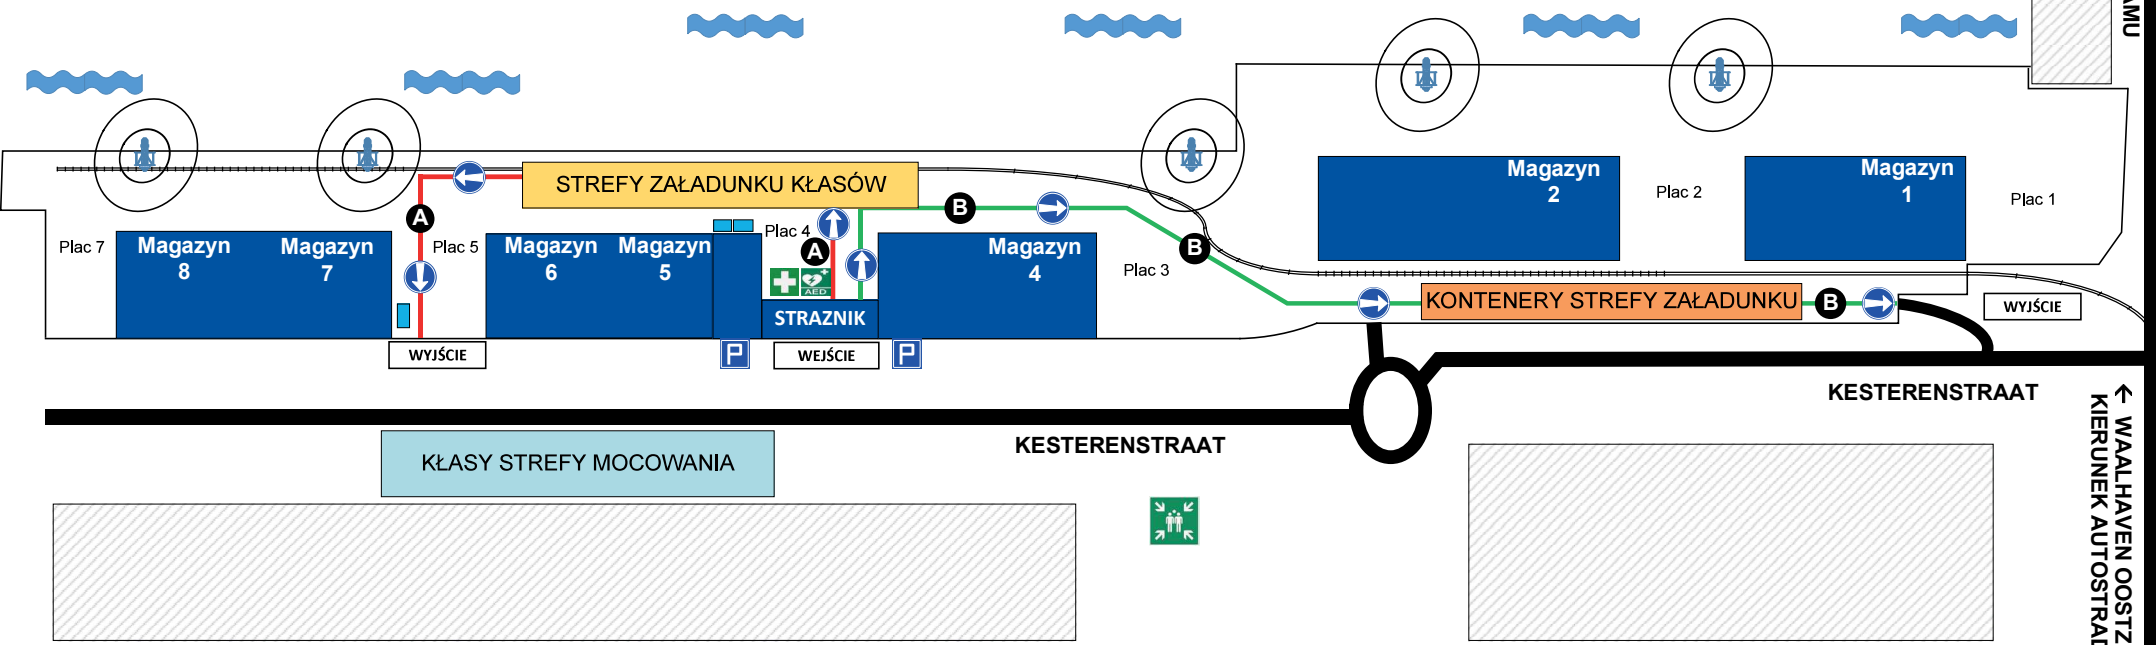 AMU
STREFY ZAŁADUNKU KŁASÓW
A
B
Plac 7
Magazyn
8
Magazyn
7
Plac 5
Magazyn
6
Magazyn
5
Plac 4
A
AED
STRAZNIK
Magazyn
4
Plac 3
B
Magazyn
2
Plac 2
Magazyn
1
Plac 1
KONTENERY STREFY ZAŁADUNKU
B
WYJŚCIE
WYJŚCIE
P
WEJŚCIE
P
KESTERENSTRAAT
KESTERENSTRAAT
KŁASY STREFY MOCOWANIA
← WAALHAVEN OOSTZ
KIERUNEK AUTOSTRAD